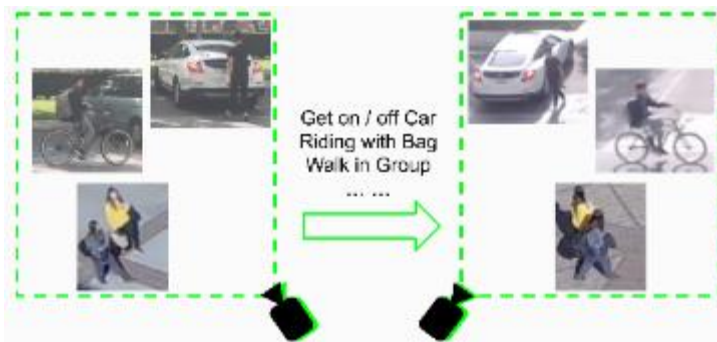 Get on / off Car
Riding with Bag
Walk in Group
... ...